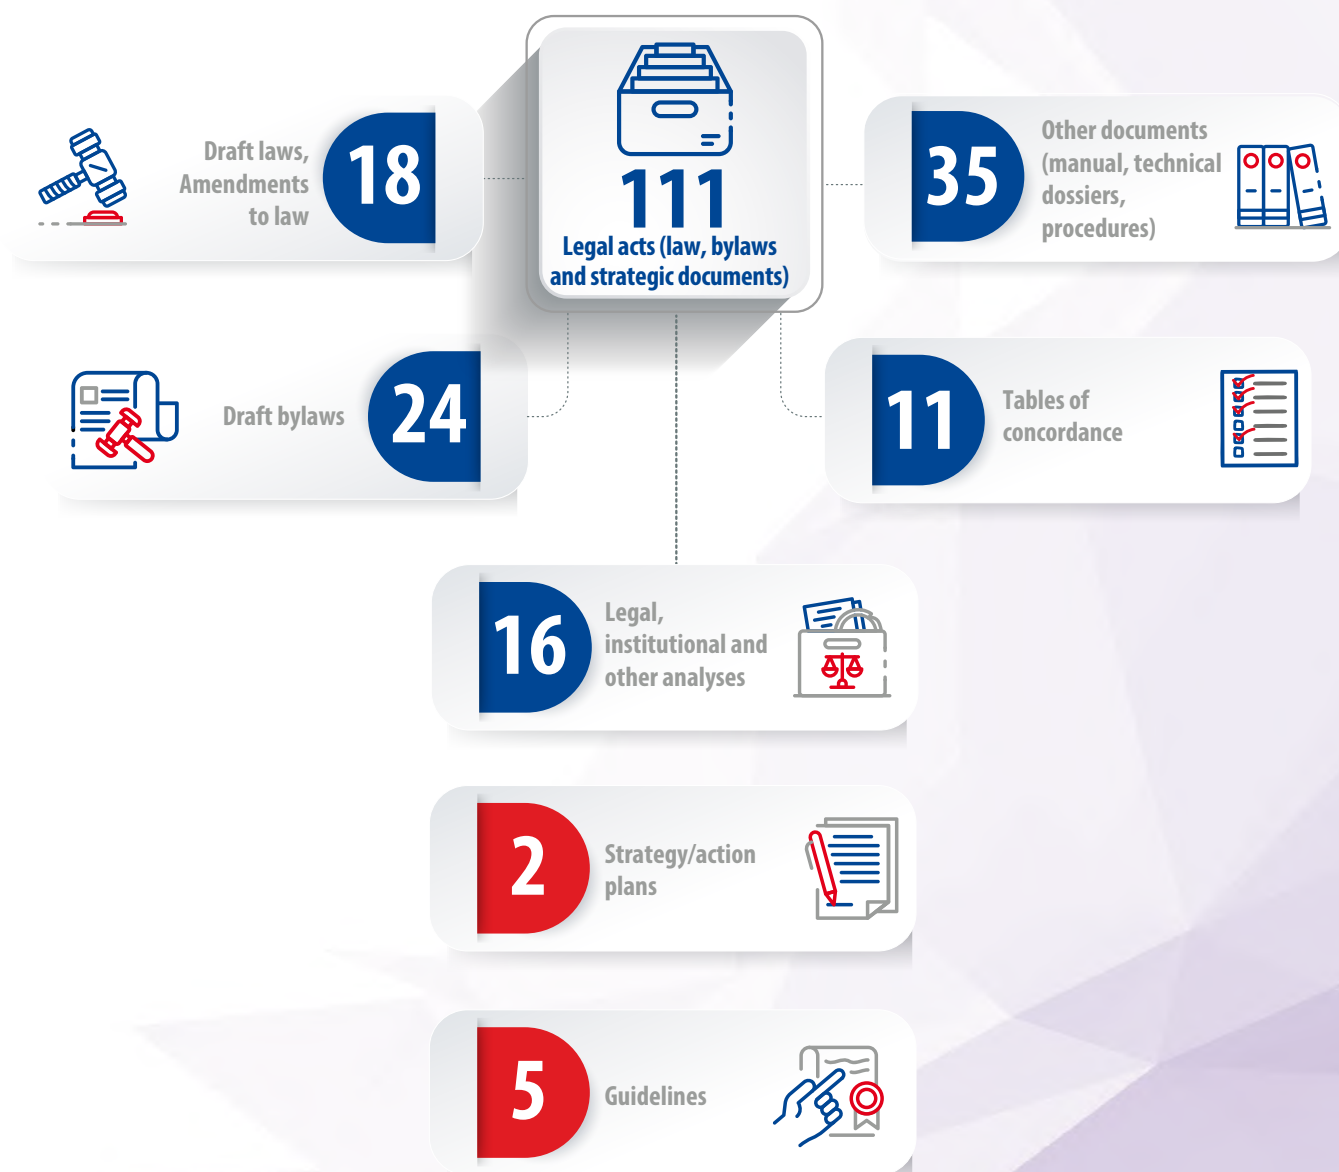 111
Legal acts (law, bylaws
and strategic documents)
Draft laws,
Amendments
to law
18
35
Other documents
(manual, technical
dossiers,
procedures)
Draft bylaws
24
11
Tables of
concordance
16
Legal,
institutional and
other analyses
2
Strategy/action
plans
5
Guidelines